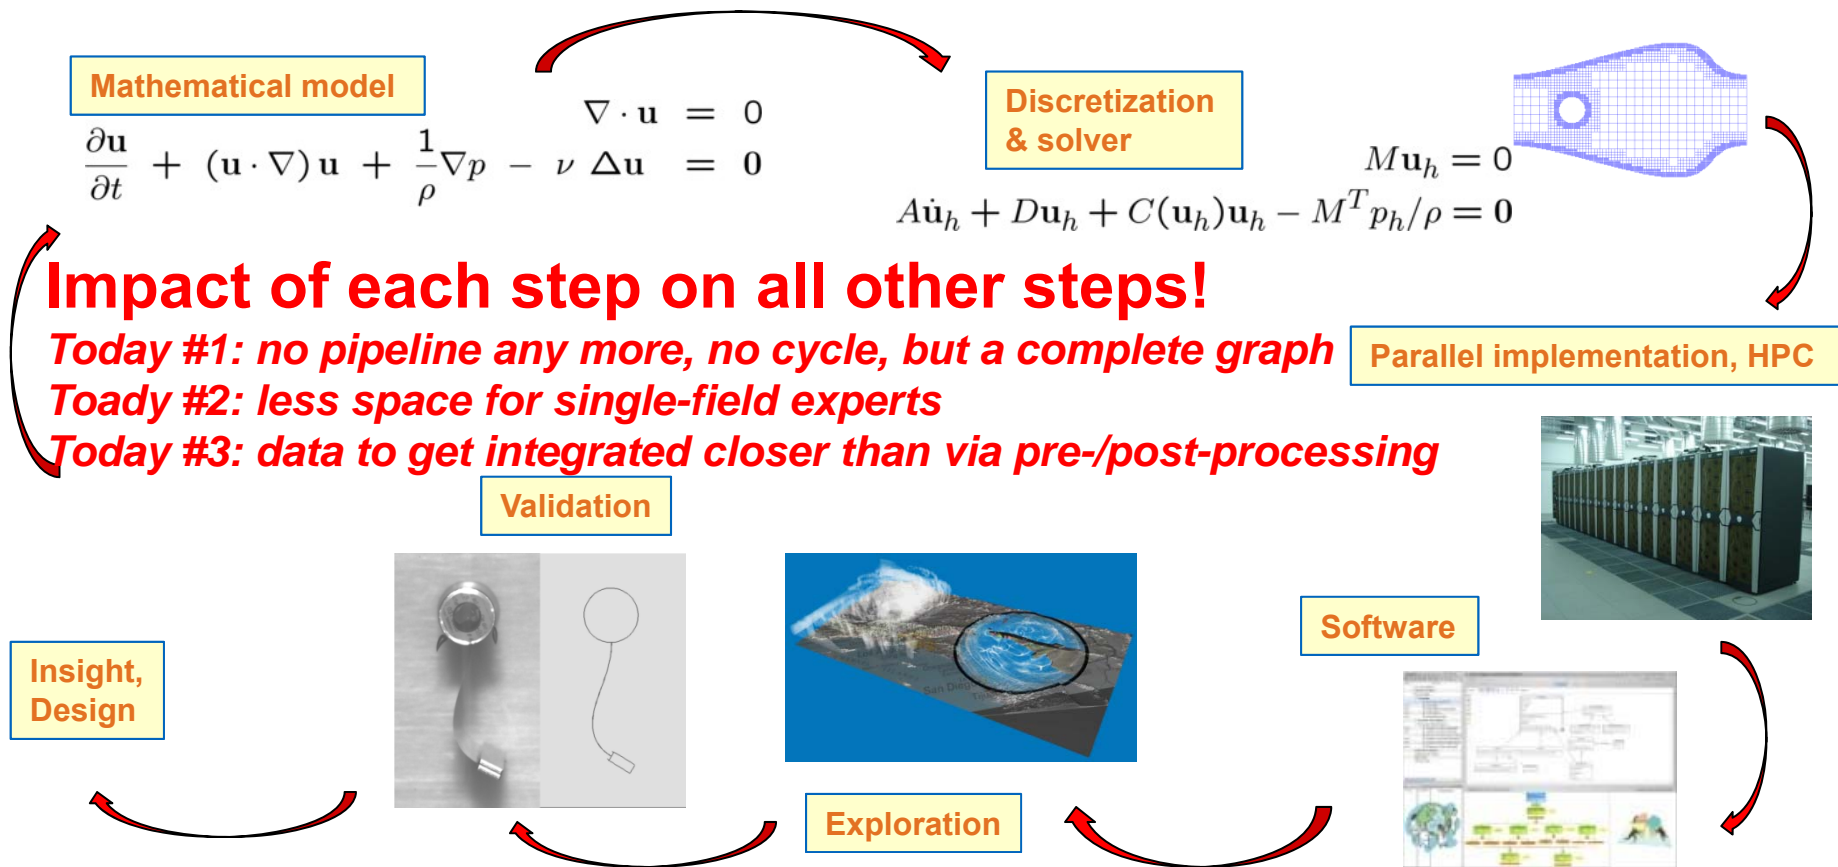 Mathematical model
∇ · u = 0
∂u/∂t + (u · ∇) u + 1/ρ ∇p − ν Δu = 0
Discretization
& solver
Mu_h = 0
Au̇_h + Du_h + C(u_h)u_h − M^T p_h/ρ = 0
Impact of each step on all other steps!
Today #1: no pipeline any more, no cycle, but a complete graph
Toady #2: less space for single-field experts
Today #3: data to get integrated closer than via pre-/post-processing
Parallel implementation, HPC
Validation
Software
Insight,
Design
San Diego
Exploration